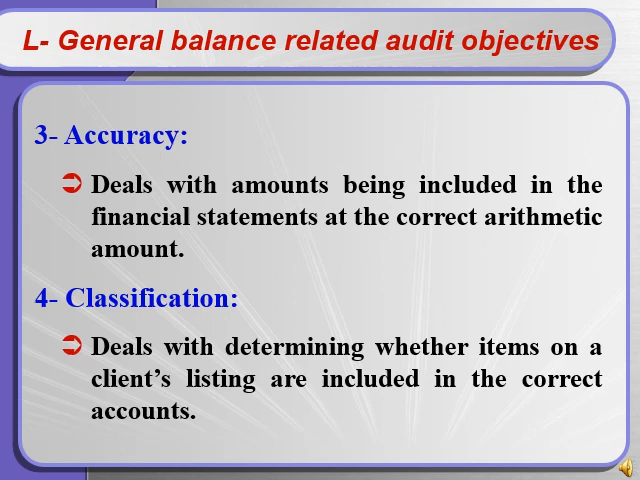 L- General balance related audit objectives
3- Accuracy:
Deals with amounts being included in the
financial statements at the correct arithmetic
amount.
4- Classification:
Deals with determining whether items on a
client’s listing are included in the correct
accounts.